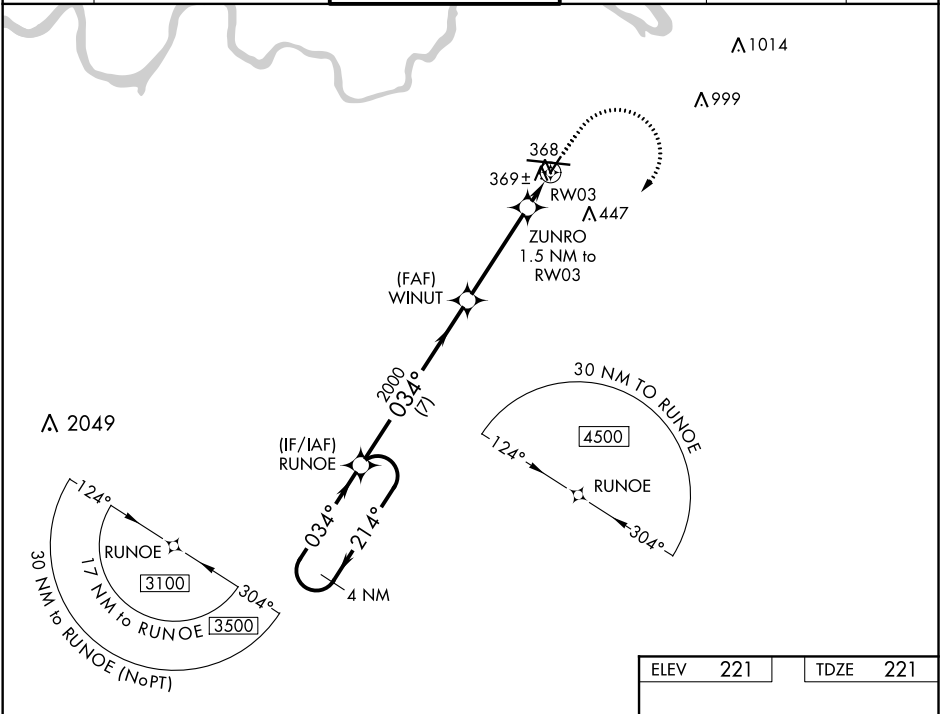 1014
999
368
369±
RW03
447
ZUNRO
1.5 NM to
RW03
(FAF)
WINUT
2000
034°
(7)
30 NM TO RUNOE
4500
124°
RUNOE
304°
2049
(IF/IAF)
RUNOE
034°
214°
4 NM
124°
RUNOE
3100
304°
17 NM to RUNOE
3500
30 NM to RUNOE (NoPT)
ELEV 221
TDZE 221